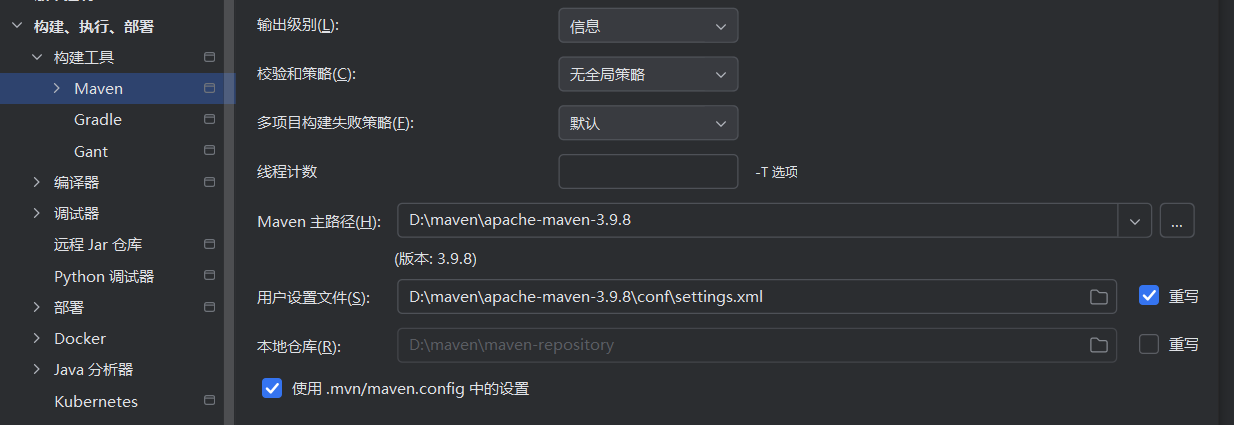 构建、执行、部署
构建工具
Maven
Gradle
Gant
编译器
调试器
远程 Jar 仓库
Python 调试器
部署
Docker
Java 分析器
Kubernetes
输出级别(L): 信息
校验和策略(C): 无全局策略
多项目构建失败策略(F): 默认
线程计数 -T 选项
Maven 主路径(H): D:\maven\apache-maven-3.9.8 ...
(版本: 3.9.8)
用户设置文件(S): D:\maven\apache-maven-3.9.8\conf\settings.xml 重写
本地仓库(R): D:\maven\maven-repository 重写
使用 .mvn/maven.config 中的设置